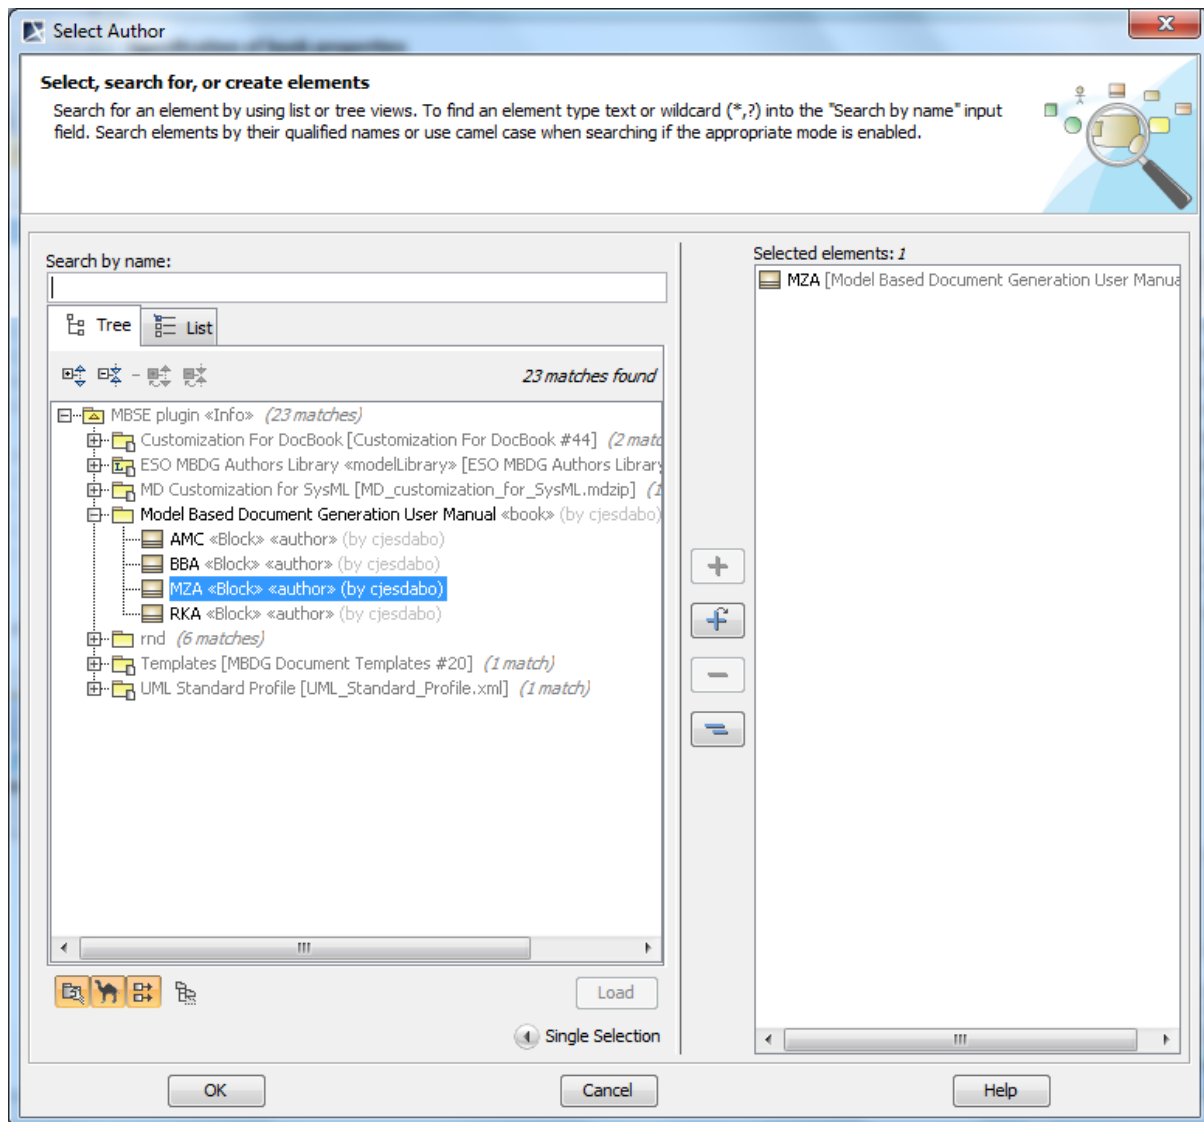 Select Author
Select, search for, or create elements
Search for an element by using list or tree views. To find an element type text or wildcard (*,?) into the "Search by name" input
field. Search elements by their qualified names or use camel case when searching if the appropriate mode is enabled.
Search by name:
Tree
List
23 matches found
MBSE plugin «Info» (23 matches)
Customization For DocBook [Customization For DocBook #44] (2 matc
ESO MBDG Authors Library «modelLibrary» [ESO MBDG Authors Library
MD Customization for SysML [MD_customization_for_SysML.mdzip] (1
Model Based Document Generation User Manual «book» (by cjesdabo)
AMC «Block» «author» (by cjesdabo)
BBA «Block» «author» (by cjesdabo)
MZA «Block» «author» (by cjesdabo)
RKA «Block» «author» (by cjesdabo)
rnd (6 matches)
Templates [MBDG Document Templates #20] (1 match)
UML Standard Profile [UML_Standard_Profile.xml] (1 match)
Load
Single Selection
Selected elements: 1
MZA [Model Based Document Generation User Manua
OK
Cancel
Help